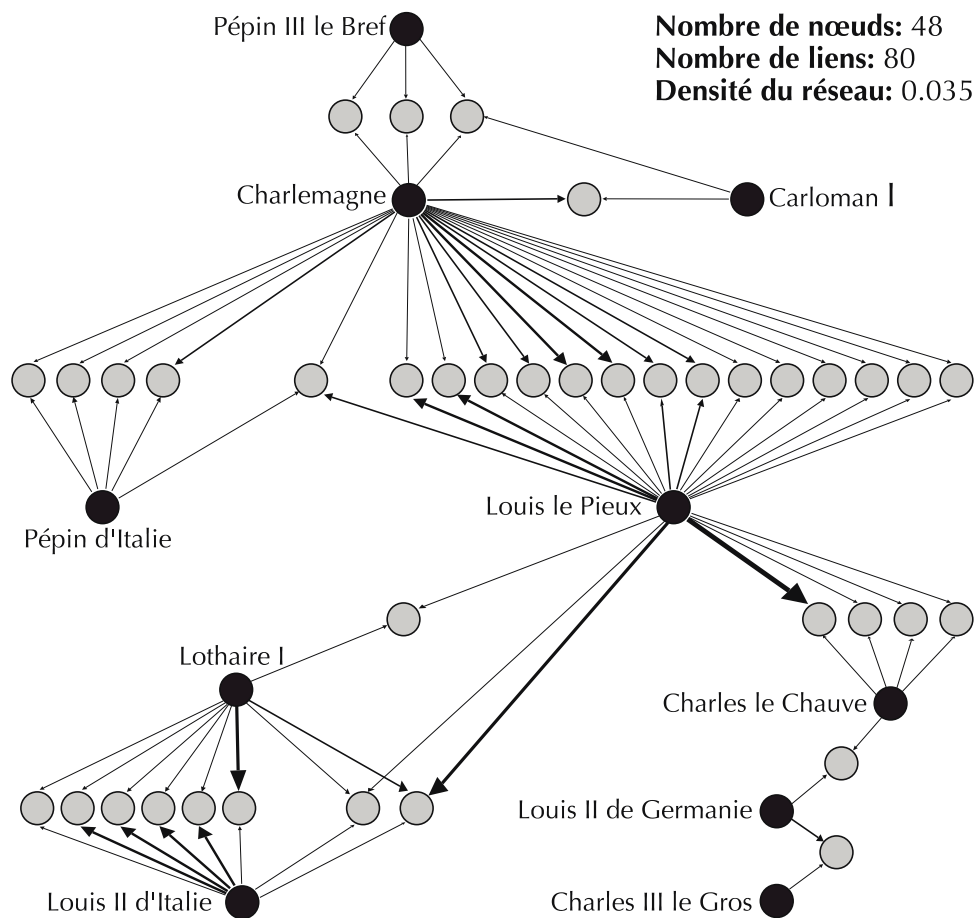 Pépin III le Bref
Nombre de nœuds: 48
Nombre de liens: 80
Densité du réseau: 0.035
Charlemagne
Carloman I
Louis le Pieux
Pépin d'Italie
Lothaire I
Charles le Chauve
Louis II de Germanie
Louis II d'Italie
Charles III le Gros